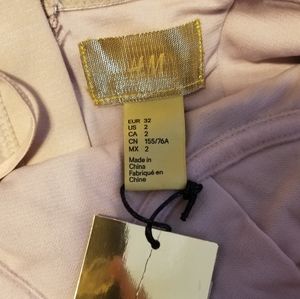 H&M
EUR 32
US 2
CA 2
CN 155/76A
MX 2
Made in
China
Fabriqué en
Chine